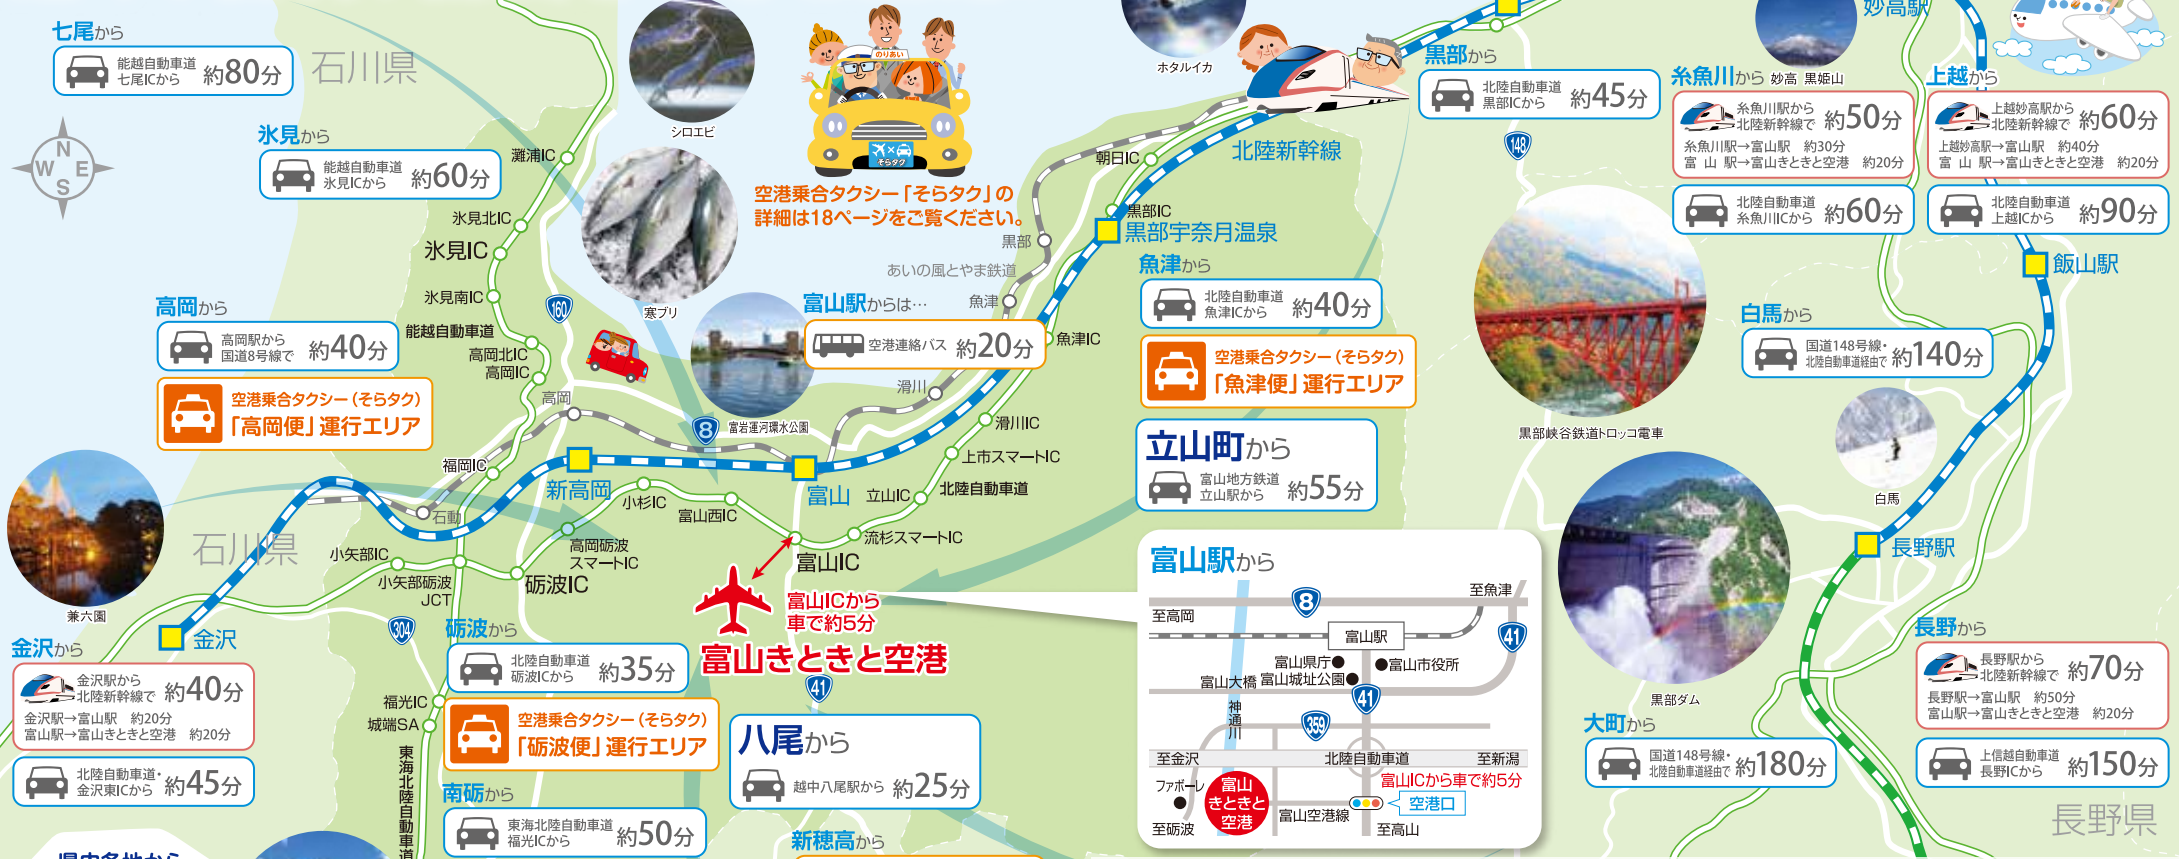 七尾から
能越自動車道
七尾ICから 約80分
石川県
N
W E
S
氷見から
能越自動車道
氷見ICから 約60分
灘浦IC
氷見北IC
氷見IC
氷見南IC
能越自動車道
高岡北IC
高岡IC
160
高岡から
高岡駅から
国道8号線で 約40分
空港乗合タクシー(そらタク)
「高岡便」運行エリア
シロエビ
寒ブリ
のりあい
そらタク
空港乗合タクシー「そらタク」の
詳細は18ページをご覧ください。
ホタルイカ
富山駅からは…
空港連絡バス 約20分
富岩運河環水公園
北陸新幹線
朝日IC
黒部IC
黒部宇奈月温泉
黒部
あいの風とやま鉄道
魚津
魚津IC
滑川
滑川IC
上市スマートIC
北陸自動車道
立山IC
流杉スマートIC
富山IC
富山
8
富山西IC
小杉IC
新高岡
高岡
福岡IC
石動
高岡砺波
スマートIC
砺波IC
小矢部IC
小矢部砺波
JCT
石川県
兼六園
金沢
304
黒部から
北陸自動車道
黒部ICから 約45分
魚津から
北陸自動車道
魚津ICから 約40分
空港乗合タクシー(そらタク)
「魚津便」運行エリア
立山町から
富山地方鉄道
立山駅から 約55分
148
妙高駅
妙高 黒姫山
糸魚川から
糸魚川駅から
北陸新幹線で 約50分
糸魚川駅→富山駅 約30分
富山駅→富山きときと空港 約20分
北陸自動車道
糸魚川ICから 約60分
上越から
上越妙高駅から
北陸新幹線で 約60分
上越妙高駅→富山駅 約40分
富山駅→富山きときと空港 約20分
北陸自動車道
上越ICから 約90分
飯山駅
白馬から
国道148号線・
北陸自動車道経由で 約140分
白馬
黒部峡谷鉄道トロッコ電車
黒部ダム
長野駅
長野から
長野駅から
北陸新幹線で 約70分
長野駅→富山駅 約50分
富山駅→富山きときと空港 約20分
上信越自動車道
長野ICから 約150分
長野県
大町から
国道148号線・
北陸自動車道経由で 約180分
金沢から
金沢駅から
北陸新幹線で 約40分
金沢駅→富山駅 約20分
富山駅→富山きときと空港 約20分
北陸自動車道・
金沢東ICから 約45分
砺波から
北陸自動車道
砺波ICから 約35分
空港乗合タクシー(そらタク)
「砺波便」運行エリア
福光IC
城端SA
東海北陸自動車道
南砺から
東海北陸自動車道
福光ICから 約50分
富山ICから
車で約5分
富山きときと空港
41
八尾から
越中八尾駅から 約25分
新穂高から
県内各地から
富山駅から
至高岡
8
至魚津
富山駅
41
富山県庁
富山市役所
富山大橋
富山城址公園
41
神通川
359
至金沢
北陸自動車道
至新潟
ファボーレ
富山
きときと
空港
富山ICから車で約5分
空港口
富山空港線
至砺波
至高山